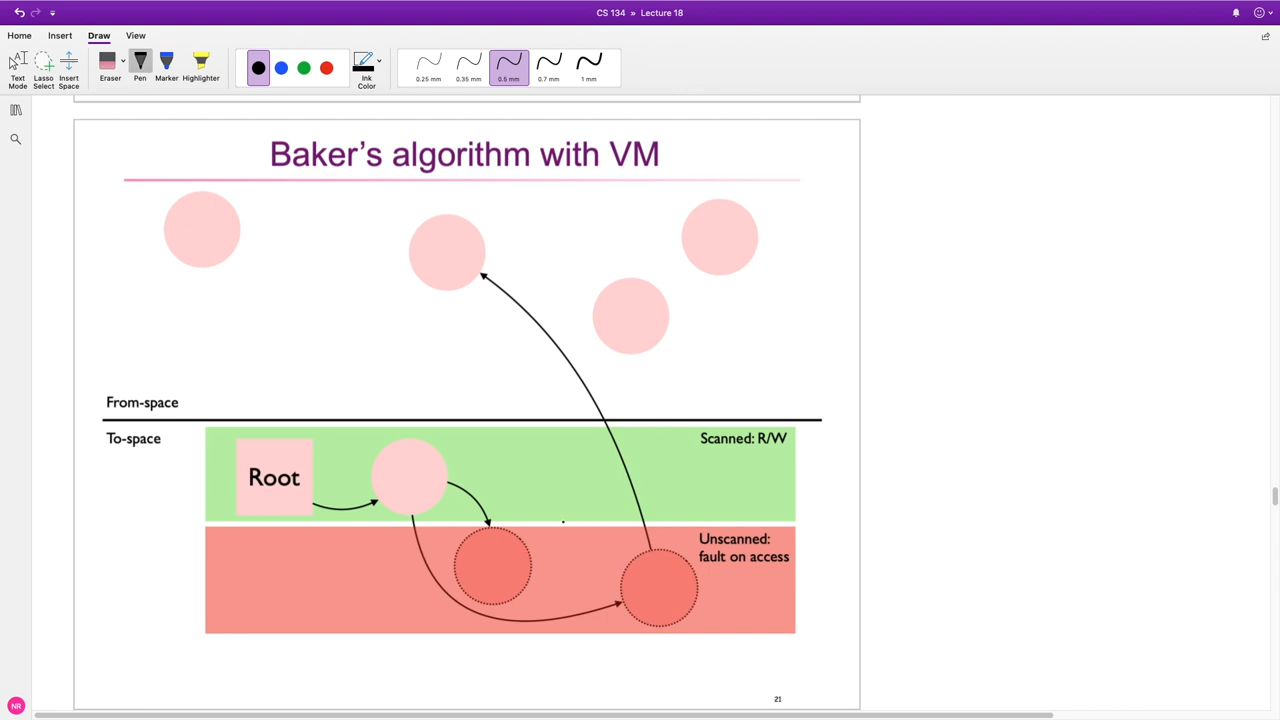 CS 134 » Lecture 18
Home Insert Draw View
Text Mode
Lasso Select
Insert Space
Eraser
Pen
Marker
Highlighter
Ink Color
0.25 mm
0.35 mm
0.5 mm
0.7 mm
1 mm
Baker's algorithm with VM
From-space
To-space
Scanned: R/W
Root
Unscanned:
fault on access
21
NR